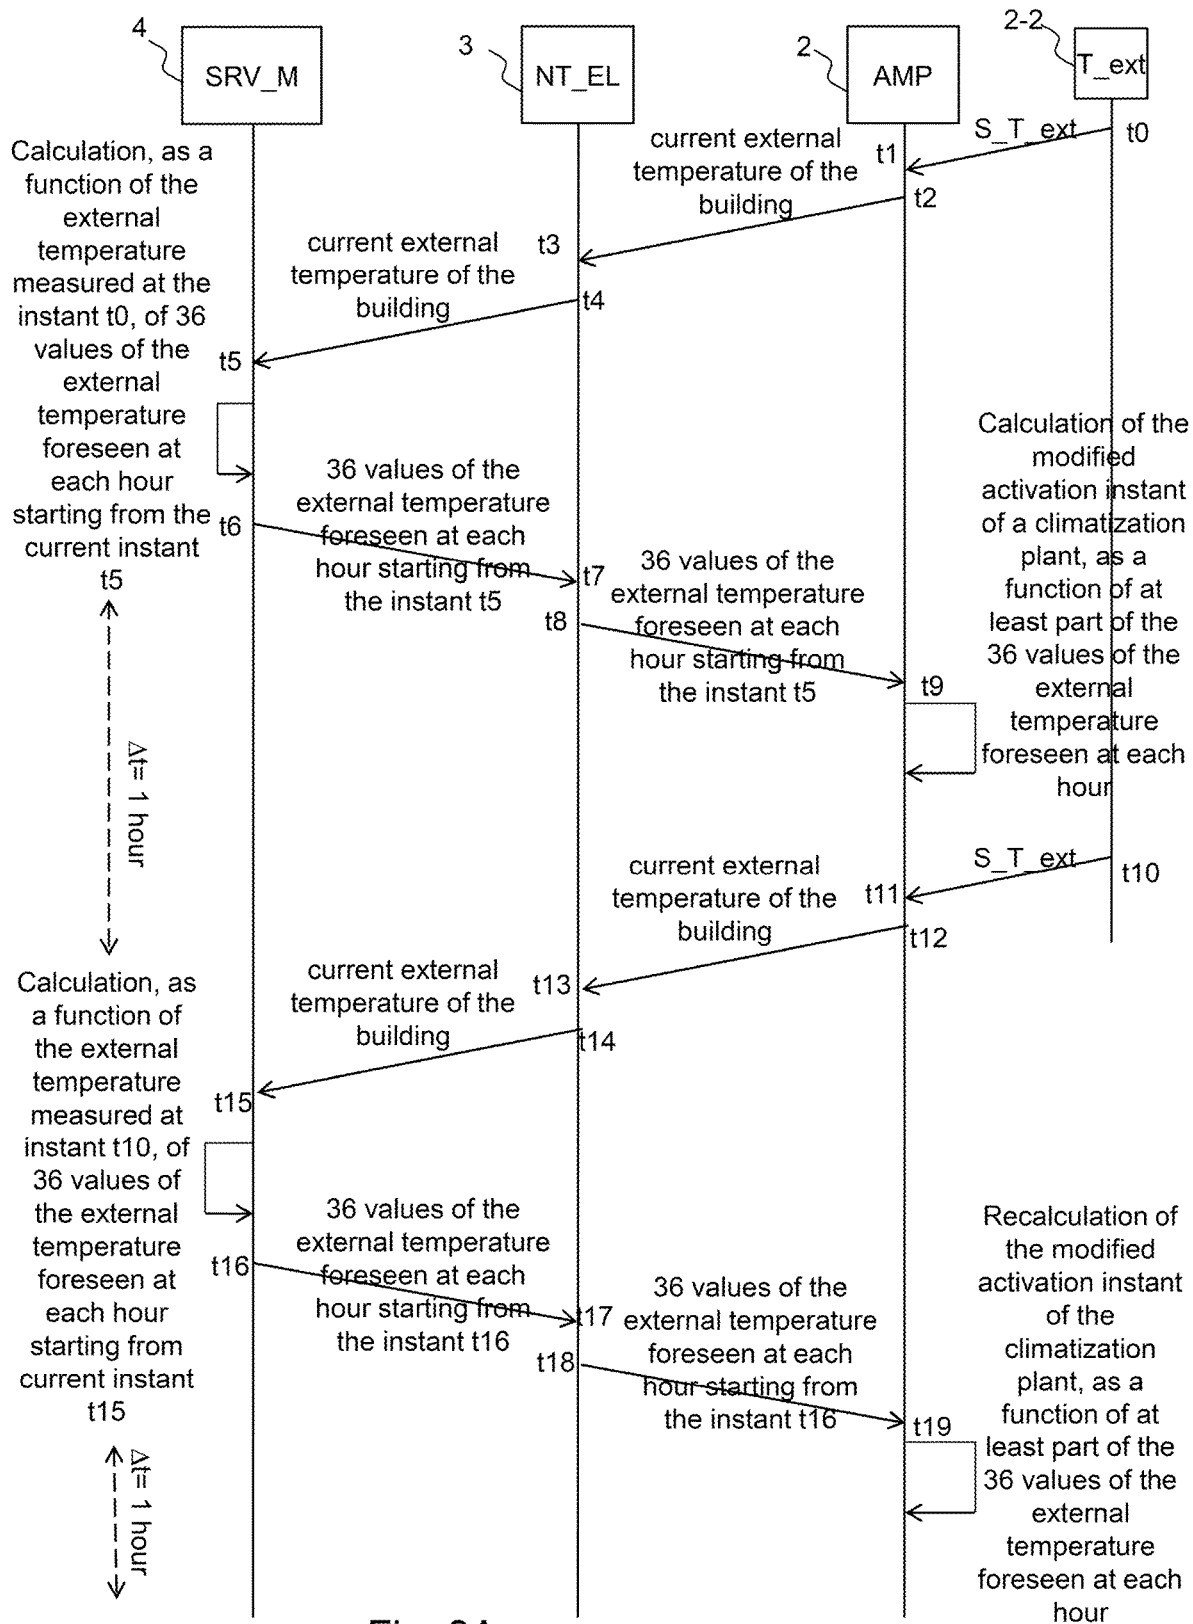 4
SRV_M
3
NT_EL
2
AMP
2-2
T_ext
S_T_ext
t0
t1
current external
temperature of the
building
t2
t3
current external
temperature of the
building
t4
t5
Calculation, as a
function of the
external
temperature
measured at the
instant t0, of 36
values of the
external
temperature
foreseen at
each hour
starting from the
current instant
t5
t6
36 values of the
external temperature
foreseen at each
hour starting from
the instant t5
t7
t8
36 values of the
external temperature
foreseen at each
hour starting from
the instant t5
t9
Calculation of the
modified
activation instant
of a climatization
plant, as a
function of at
least part of the
36 values of the
external
temperature
foreseen at each
hour
Δt= 1 hour
S_T_ext
t10
t11
current external
temperature of the
building
t12
t13
current external
temperature of the
building
t14
t15
Calculation, as
a function of
the external
temperature
measured at
instant t10, of
36 values of
the external
temperature
foreseen at
each hour
starting from
current instant
t15
t16
36 values of the
external temperature
foreseen at each
hour starting from
the instant t16
t17
t18
36 values of the
external temperature
foreseen at each
hour starting from
the instant t16
t19
Recalculation of
the modified
activation instant
of the
climatization
plant, as a
function of at
least part of the
36 values of the
external
temperature
foreseen at each
hour
Δt= 1 hour